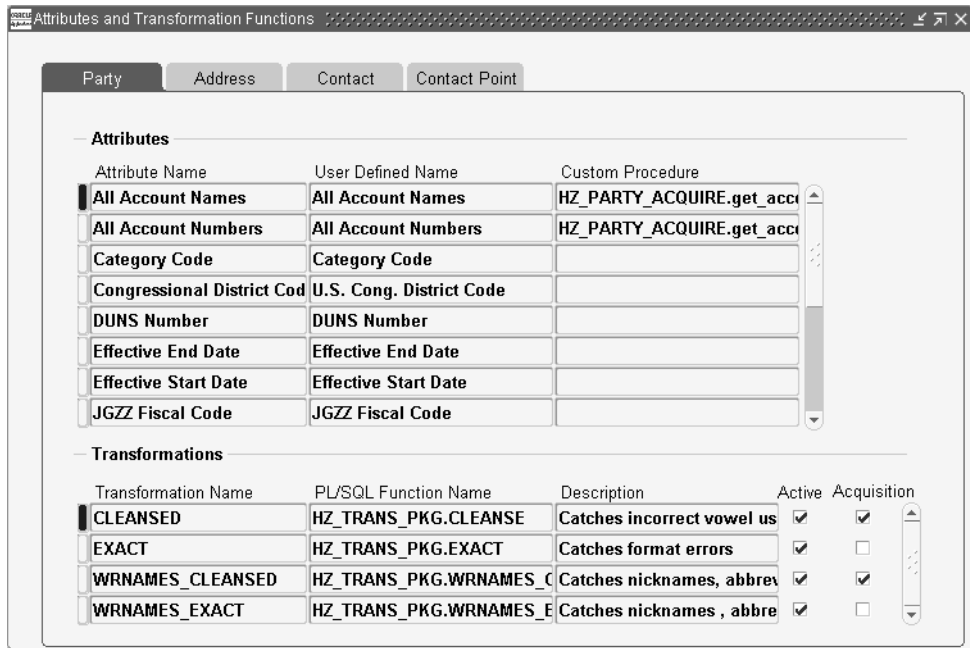 Attributes and Transformation Functions
Party Address Contact Contact Point
Attributes
Attribute Name User Defined Name Custom Procedure
All Account Names All Account Names HZ_PARTY_ACQUIRE.get_acc
All Account Numbers All Account Numbers HZ_PARTY_ACQUIRE.get_acc
Category Code Category Code
Congressional District Cod U.S. Cong. District Code
DUNS Number DUNS Number
Effective End Date Effective End Date
Effective Start Date Effective Start Date
JGZZ Fiscal Code JGZZ Fiscal Code
Transformations
Transformation Name PL/SQL Function Name Description Active Acquisition
CLEANSED HZ_TRANS_PKG.CLEANSE Catches incorrect vowel us
EXACT HZ_TRANS_PKG.EXACT Catches format errors
WRNAMES_CLEANSED HZ_TRANS_PKG.WRNAMES_C Catches nicknames, abbrev
WRNAMES_EXACT HZ_TRANS_PKG.WRNAMES_E Catches nicknames , abbre